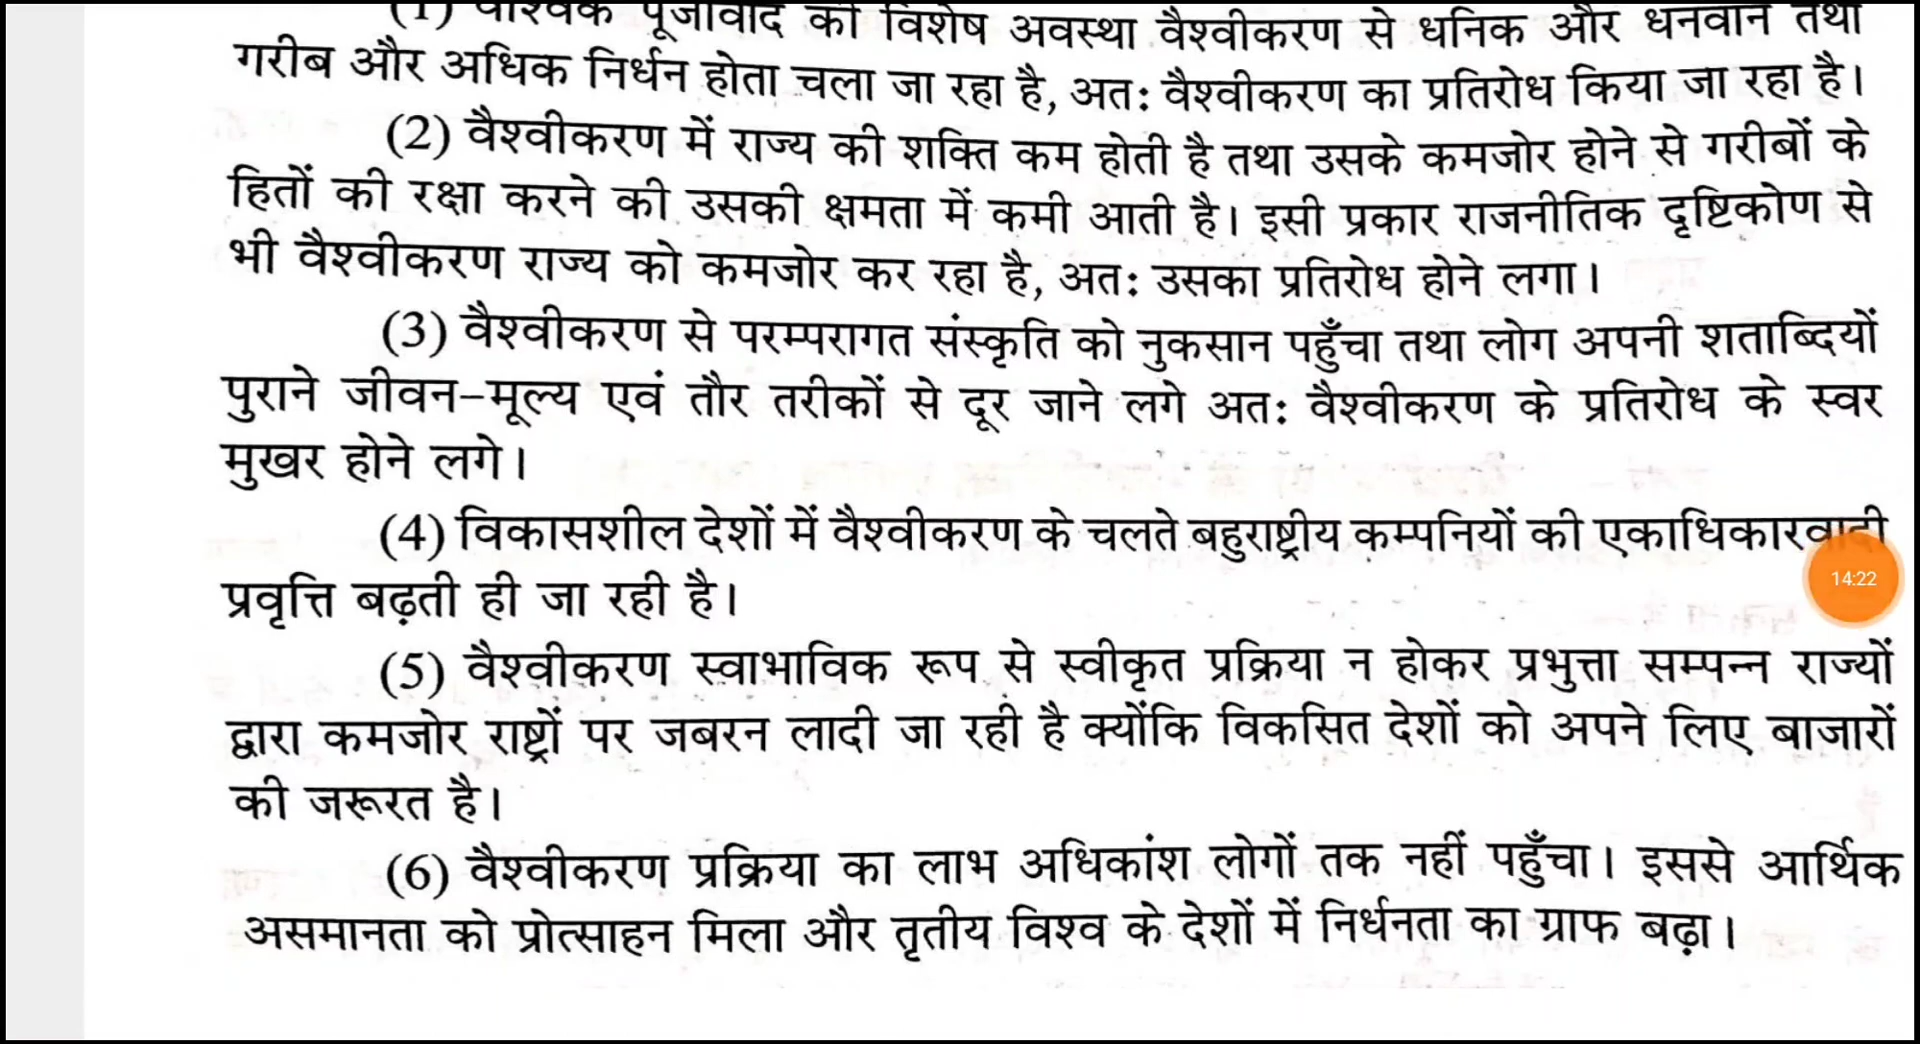 (1) वैश्विक पूँजीवाद की विशेष अवस्था वैश्वीकरण से धनिक और धनवान तथा
गरीब और अधिक निर्धन होता चला जा रहा है, अतः वैश्वीकरण का प्रतिरोध किया जा रहा है।
(2) वैश्वीकरण में राज्य की शक्ति कम होती है तथा उसके कमजोर होने से गरीबों के
हितों की रक्षा करने की उसकी क्षमता में कमी आती है। इसी प्रकार राजनीतिक दृष्टिकोण से
भी वैश्वीकरण राज्य को कमजोर कर रहा है, अतः उसका प्रतिरोध होने लगा।
(3) वैश्वीकरण से परम्परागत संस्कृति को नुकसान पहुँचा तथा लोग अपनी शताब्दियों
पुराने जीवन-मूल्य एवं तौर तरीकों से दूर जाने लगे अतः वैश्वीकरण के प्रतिरोध के स्वर
मुखर होने लगे।
(4) विकासशील देशों में वैश्वीकरण के चलते बहुराष्ट्रीय कम्पनियों की एकाधिकारवादी
प्रवृत्ति बढ़ती ही जा रही है।
14:22
(5) वैश्वीकरण स्वाभाविक रूप से स्वीकृत प्रक्रिया न होकर प्रभुत्ता सम्पन्न राज्यों
द्वारा कमजोर राष्ट्रों पर जबरन लादी जा रही है क्योंकि विकसित देशों को अपने लिए बाजारों
की जरूरत है।
(6) वैश्वीकरण प्रक्रिया का लाभ अधिकांश लोगों तक नहीं पहुँचा। इससे आर्थिक
असमानता को प्रोत्साहन मिला और तृतीय विश्व के देशों में निर्धनता का ग्राफ बढ़ा।